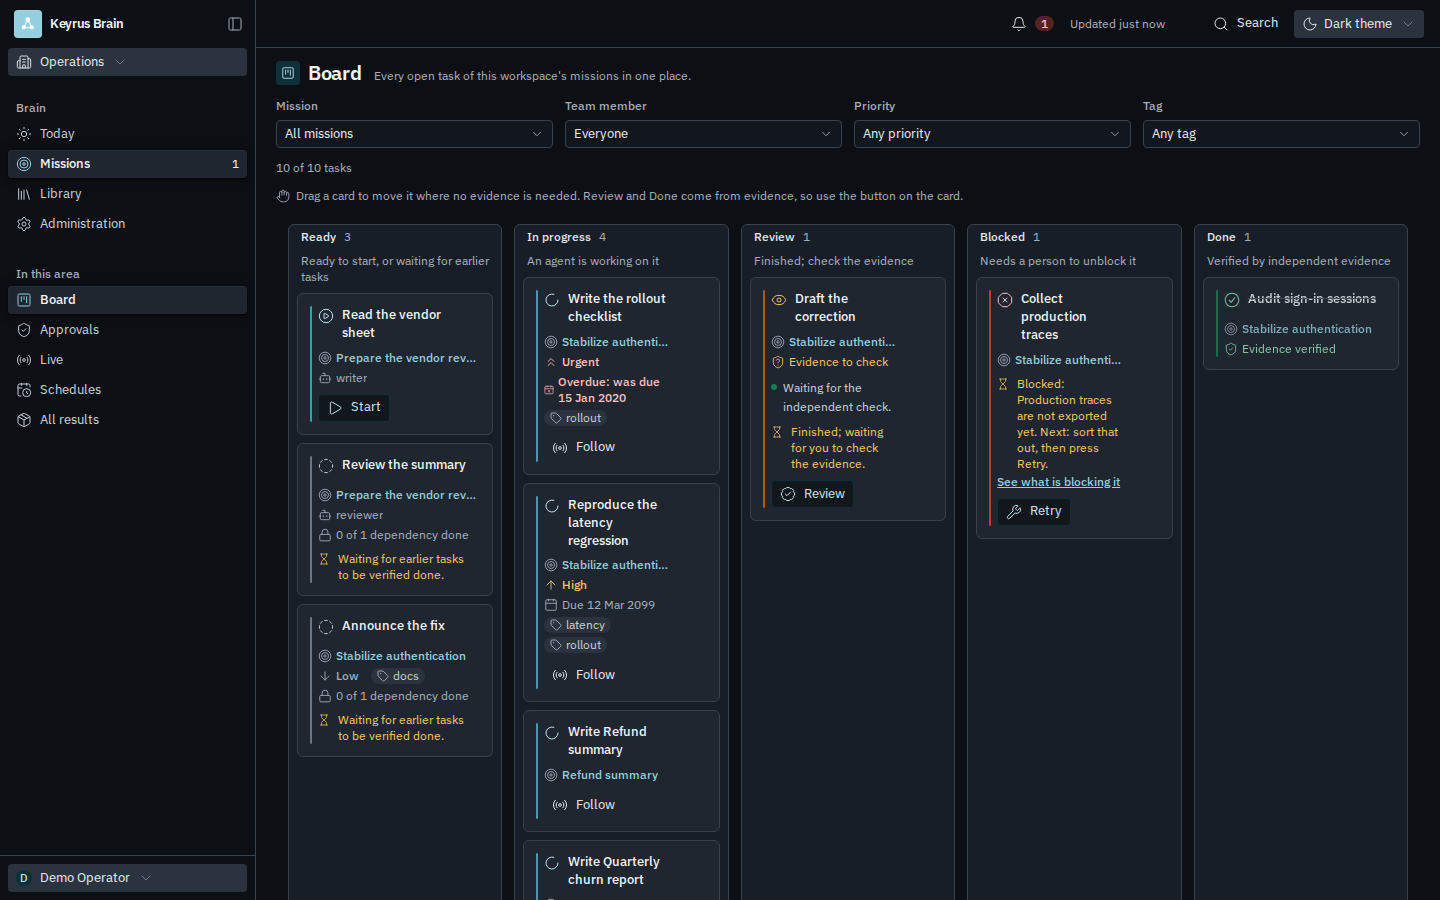 Keyrus Brain
Operations
Brain
Today
Missions 1
Library
Administration
In this area
Board
Approvals
Live
Schedules
All results
D Demo Operator
1 Updated just now Search Dark theme
Board Every open task of this workspace's missions in one place.
Mission Team member Priority Tag
All missions Everyone Any priority Any tag
10 of 10 tasks
Drag a card to move it where no evidence is needed. Review and Done come from evidence, so use the button on the card.
Ready 3
Ready to start, or waiting for earlier
tasks
Read the vendor
sheet
Prepare the vendor rev...
writer
Start
Review the summary
Prepare the vendor rev...
reviewer
0 of 1 dependency done
Waiting for earlier tasks
to be verified done.
Announce the fix
Stabilize authentication
Low docs
0 of 1 dependency done
Waiting for earlier tasks
to be verified done.
In progress 4
An agent is working on it
Write the rollout
checklist
Stabilize authenti...
Urgent
Overdue: was due
15 Jan 2020
rollout
Follow
Reproduce the
latency
regression
Stabilize authenti...
High
Due 12 Mar 2099
latency
rollout
Follow
Write Refund
summary
Refund summary
Follow
Write Quarterly
churn report
Review 1
Finished; check the evidence
Draft the
correction
Stabilize authenti...
Evidence to check
Waiting for the
independent check.
Finished; waiting
for you to check
the evidence.
Review
Blocked 1
Needs a person to unblock it
Collect
production
traces
Stabilize authenti...
Blocked:
Production traces
are not exported
yet. Next: sort that
out, then press
Retry.
See what is blocking it
Retry
Done 1
Verified by independent evidence
Audit sign-in sessions
Stabilize authentication
Evidence verified